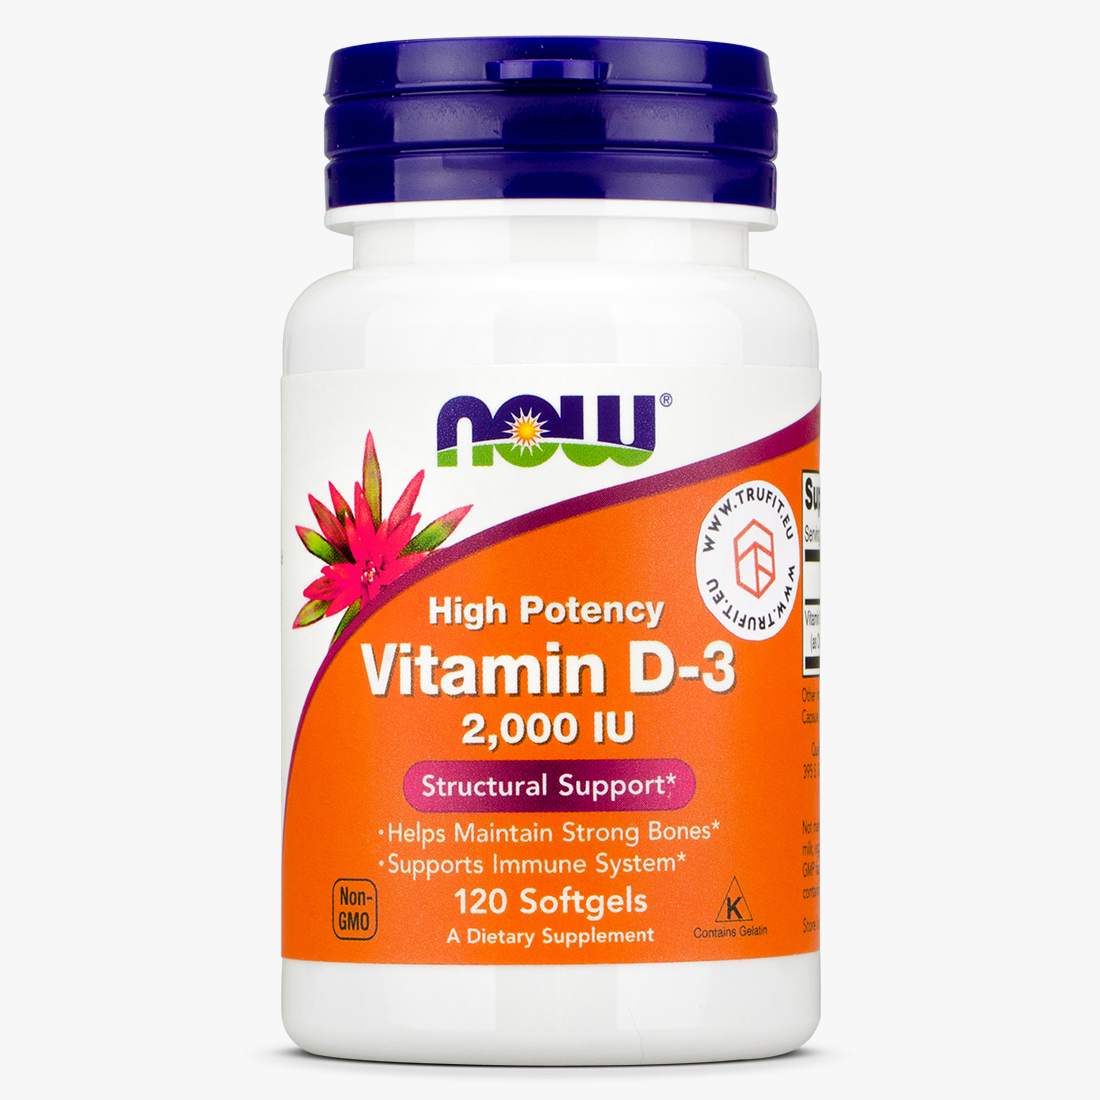 now®
WWW.TRUFIT.EU
WWW.TRUFIT.EU
High Potency
Vitamin D-3
2,000 IU
Structural Support*
•Helps Maintain Strong Bones*
•Supports Immune System*
120 Softgels
A Dietary Supplement
Non-
GMO
K
Contains Gelatin